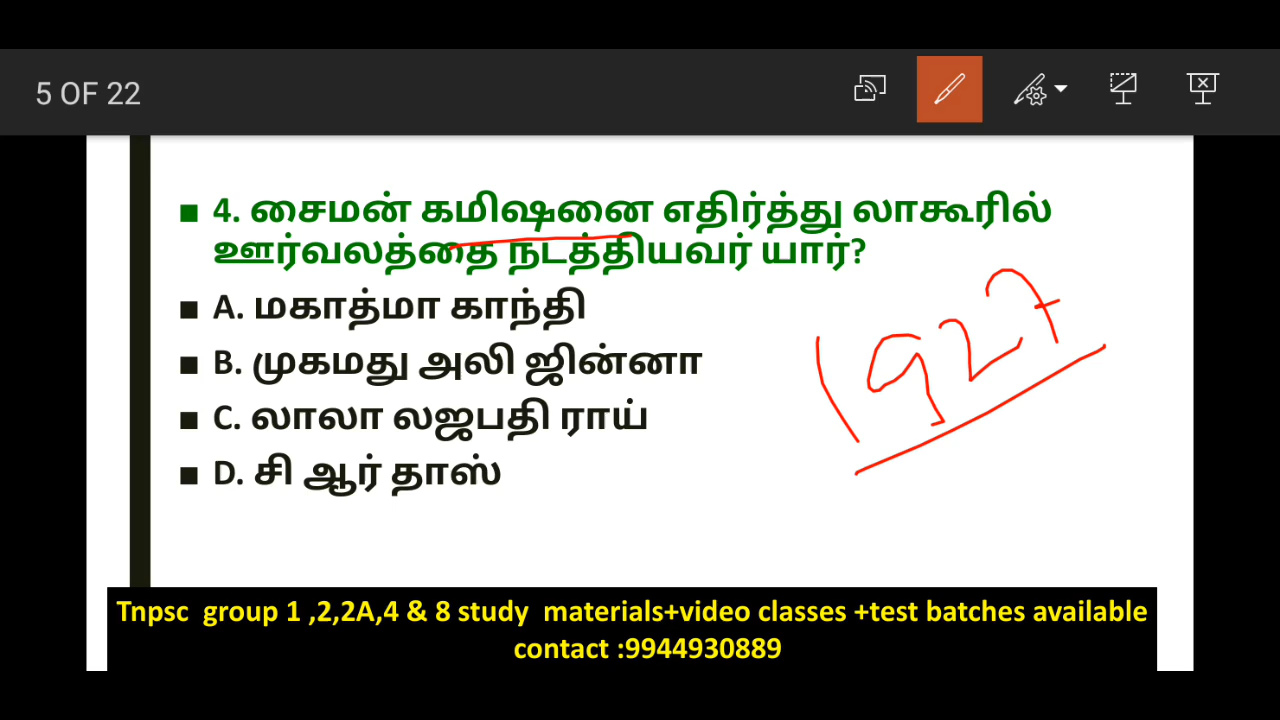 5 OF 22
■ 4. சைமன் கமிஷனை எதிர்த்து லாகூரில்
ஊர்வலத்தை நடத்தியவர் யார்?
■ A. மகாத்மா காந்தி
■ B. முகமது அலி ஜின்னா
■ C. லாலா லஜபதி ராய்
■ D. சி ஆர் தாஸ்
1927
Tnpsc group 1 ,2,2A,4 & 8 study materials+video classes +test batches available
contact :9944930889